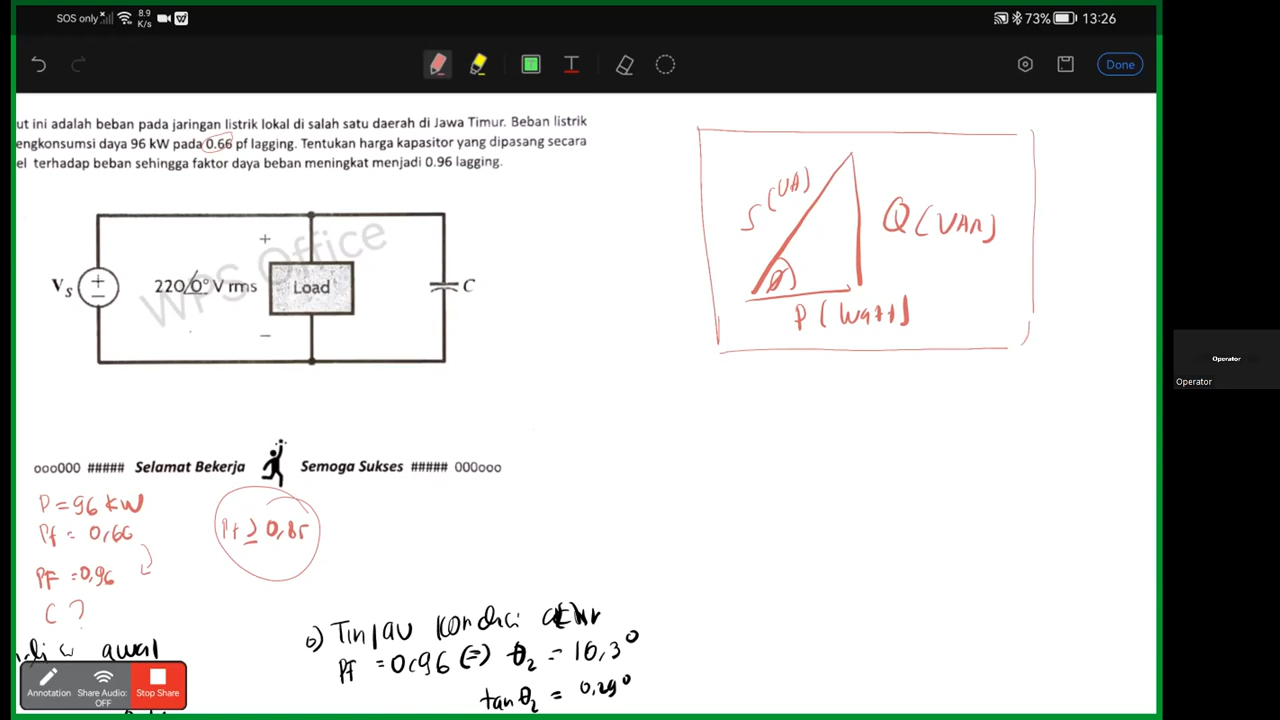 SOS only 8.9 K/s 73% 13:26
Done
ut ini adalah beban pada jaringan listrik lokal di salah satu daerah di Jawa Timur. Beban listrik
engkonsumsi daya 96 kW pada 0.66 pf lagging. Tentukan harga kapasitor yang dipasang secara
el terhadap beban sehingga faktor daya beban meningkat menjadi 0.96 lagging.
S (VA)
Q (VAR)
P (Watt)
WPS Office
+
Vs + − 220/0° V rms Load C
−
ooo000 ##### Selamat Bekerja Semoga Sukses ##### 000ooo
P = 96 kW
Pf = 0,66
Pf ≥ 0,85
PF = 0,96
C ?
awal
b) Tinjau kondisi akhir
Pf = 0,96 (=) θ2 = 16,3°
tan θ2 = 0,29°
Annotation
Share Audio: OFF
Stop Share
Operator
Operator